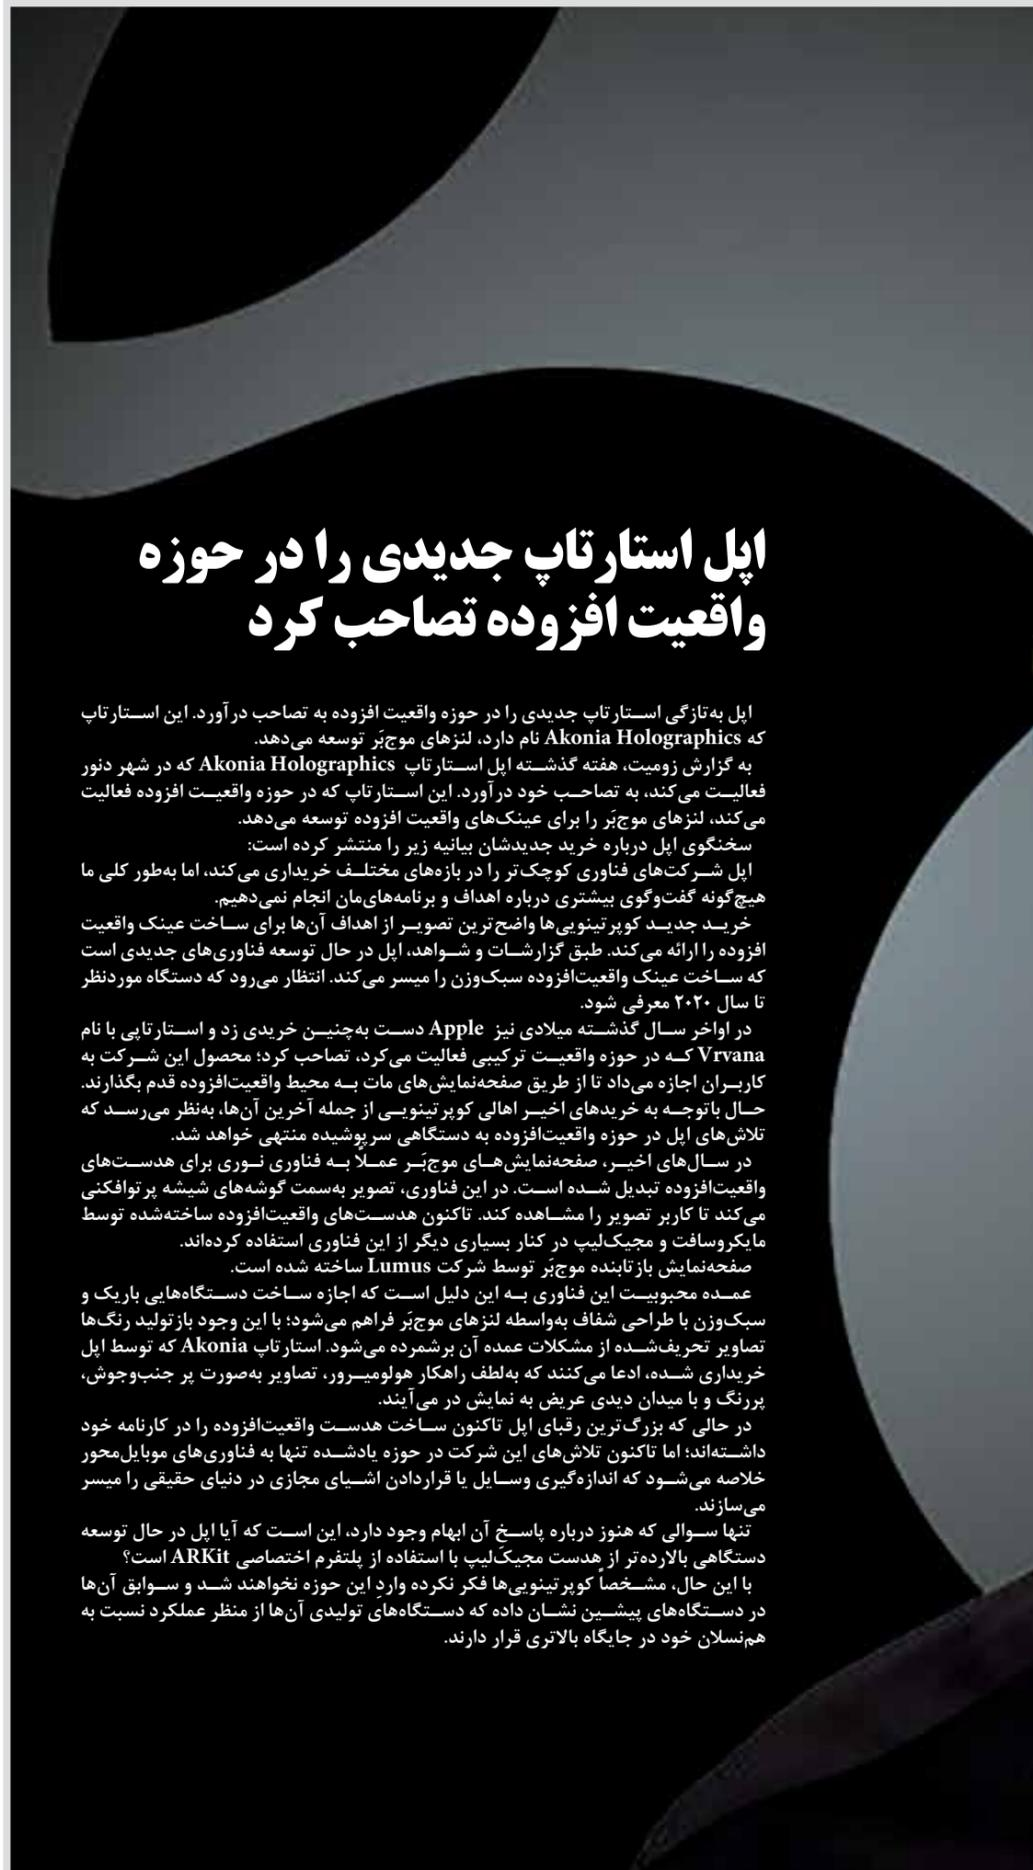 اپل استارتاپ جدیدی را در حوزه
واقعیت افزوده تصاحب کرد
اپل به‌تازگی استارتاپ جدیدی را در حوزه واقعیت افزوده به تصاحب درآورد. این استارتاپ
که Akonia Holographics نام دارد، لنزهای موج‌بَر توسعه می‌دهد.
به گزارش زومیت، هفته گذشته اپل استارتاپ Akonia Holographics که در شهر دنور
فعالیت می‌کند، به تصاحب خود درآورد. این استارتاپ که در حوزه واقعیت افزوده فعالیت
می‌کند، لنزهای موج‌بَر را برای عینک‌های واقعیت افزوده توسعه می‌دهد.
سخنگوی اپل درباره خرید جدیدشان بیانیه زیر را منتشر کرده است:
اپل شرکت‌های فناوری کوچک‌تر را در بازه‌های مختلف خریداری می‌کند، اما به‌طور کلی ما
هیچ‌گونه گفت‌وگوی بیشتری درباره اهداف و برنامه‌های‌مان انجام نمی‌دهیم.
خرید جدید کوپرتینویی‌ها واضح‌ترین تصویر از اهداف آن‌ها برای ساخت عینک واقعیت
افزوده را ارائه می‌کند. طبق گزارشات و شواهد، اپل در حال توسعه فناوری‌های جدیدی است
که ساخت عینک واقعیت‌افزوده سبک‌وزن را میسر می‌کند. انتظار می‌رود که دستگاه موردنظر
تا سال ۲۰۲۰ معرفی شود.
در اواخر سال گذشته میلادی نیز Apple دست به‌چنین خریدی زد و استارتاپی با نام
Vrvana که در حوزه واقعیت ترکیبی فعالیت می‌کرد، تصاحب کرد؛ محصول این شرکت به
کاربران اجازه می‌داد تا از طریق صفحه‌نمایش‌های مات به محیط واقعیت‌افزوده قدم بگذارند.
حال باتوجه به خریدهای اخیر اهالی کوپرتینویی از جمله آخرین آن‌ها، به‌نظر می‌رسد که
تلاش‌های اپل در حوزه واقعیت‌افزوده به دستگاهی سرپوشیده منتهی خواهد شد.
در سال‌های اخیر، صفحه‌نمایش‌های موج‌بَر عملاً به فناوری نوری برای هدست‌های
واقعیت‌افزوده تبدیل شده است. در این فناوری، تصویر به‌سمت گوشه‌های شیشه پرتوافکنی
می‌کند تا کاربر تصویر را مشاهده کند. تاکنون هدست‌های واقعیت‌افزوده ساخته‌شده توسط
مایکروسافت و مجیک‌لیپ در کنار بسیاری دیگر از این فناوری استفاده کرده‌اند.
صفحه‌نمایش بازتابنده موج‌بَر توسط شرکت Lumus ساخته شده است.
عمده محبوبیت این فناوری به این دلیل است که اجازه ساخت دستگاه‌هایی باریک و
سبک‌وزن با طراحی شفاف به‌واسطه لنزهای موج‌بَر فراهم می‌شود؛ با این وجود بازتولید رنگ‌ها
تصاویر تحریف‌شده از مشکلات عمده آن برشمرده می‌شود. استارتاپ Akonia که توسط اپل
خریداری شده، ادعا می‌کنند که به‌لطف راهکار هولومیرور، تصاویر به‌صورت پر جنب‌وجوش،
پررنگ و با میدان دیدی عریض به نمایش در می‌آیند.
در حالی که بزرگ‌ترین رقبای اپل تاکنون ساخت هدست واقعیت‌افزوده را در کارنامه خود
داشته‌اند؛ اما تاکنون تلاش‌های این شرکت در حوزه یادشده تنها به فناوری‌های موبایل‌محور
خلاصه می‌شود که اندازه‌گیری وسایل یا قراردادن اشیای مجازی در دنیای حقیقی را میسر
می‌سازند.
تنها سوالی که هنوز درباره پاسخ آن ابهام وجود دارد، این است که آیا اپل در حال توسعه
دستگاهی بالارده‌تر از هدست مجیک‌لیپ با استفاده از پلتفرم اختصاصی ARKit است؟
با این حال، مشخصاً کوپرتینویی‌ها فکر نکرده واردِ این حوزه نخواهند شد و سوابق آن‌ها
در دستگاه‌های پیشین نشان داده که دستگاه‌های تولیدی آن‌ها از منظر عملکرد نسبت به
هم‌نسلان خود در جایگاه بالاتری قرار دارند.